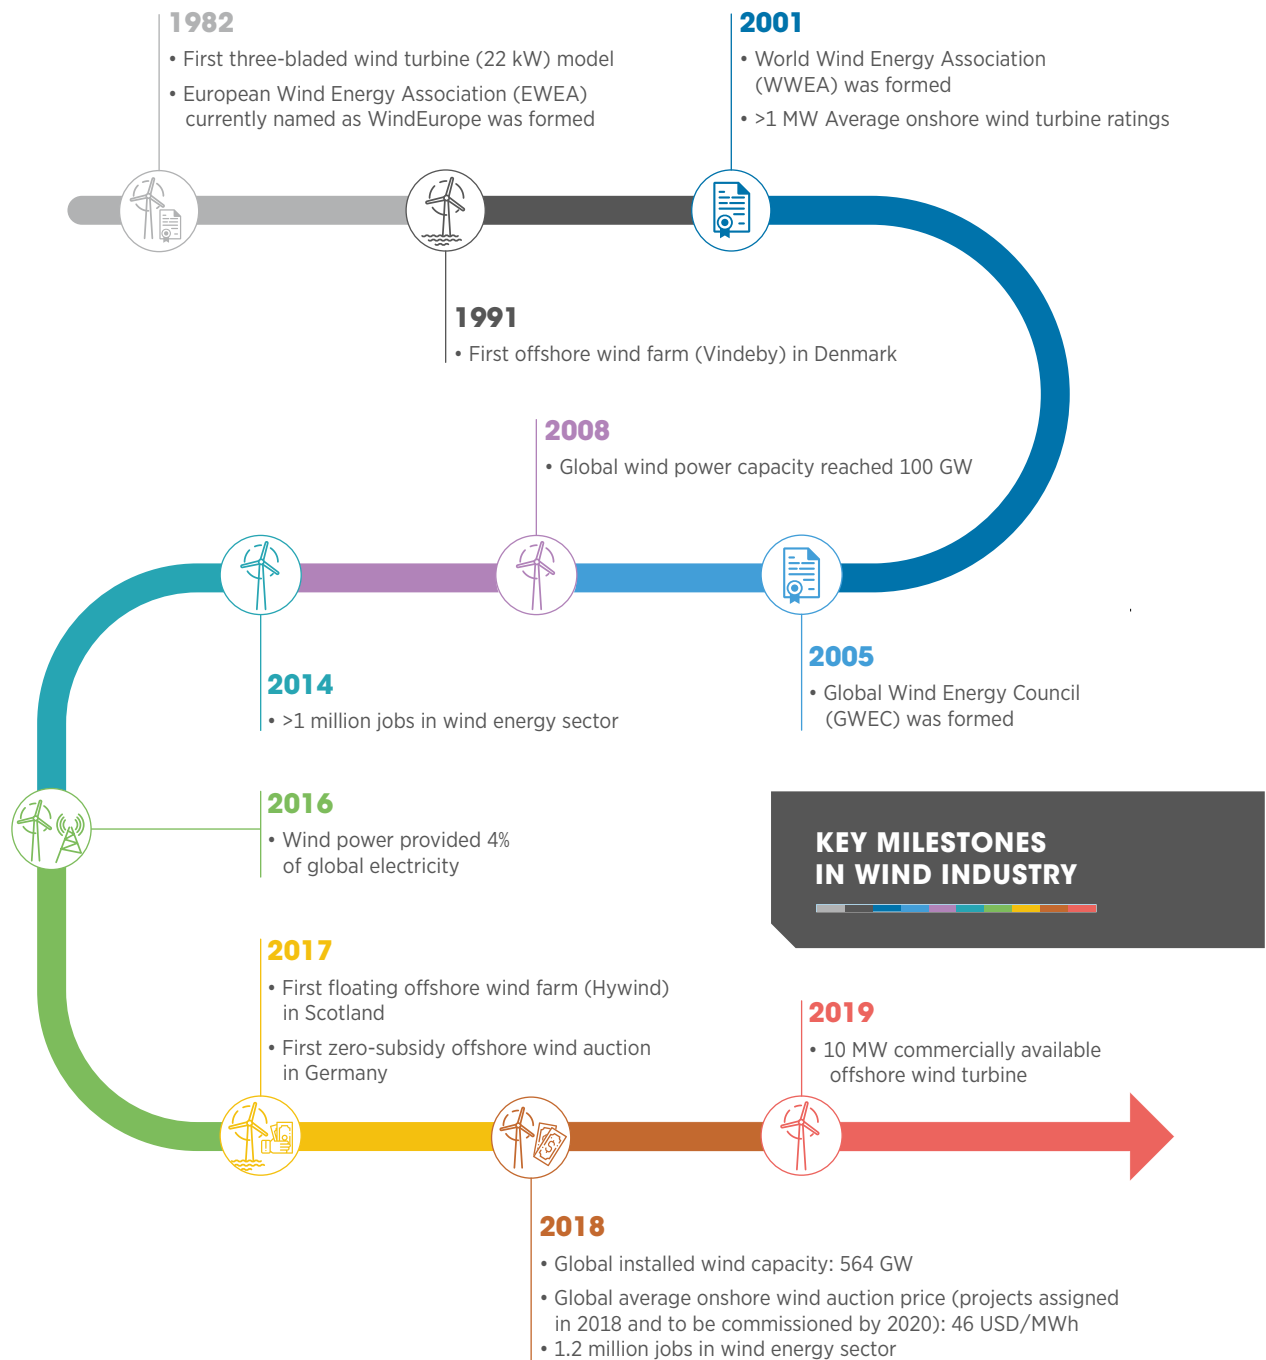 1982
• First three-bladed wind turbine (22 kW) model
• European Wind Energy Association (EWEA)
currently named as WindEurope was formed
2001
• World Wind Energy Association
(WWEA) was formed
• >1 MW Average onshore wind turbine ratings
1991
• First offshore wind farm (Vindeby) in Denmark
2008
• Global wind power capacity reached 100 GW
2005
• Global Wind Energy Council
(GWEC) was formed
2014
• >1 million jobs in wind energy sector
2016
• Wind power provided 4%
of global electricity
KEY MILESTONES
IN WIND INDUSTRY
2017
• First floating offshore wind farm (Hywind)
in Scotland
• First zero-subsidy offshore wind auction
in Germany
2019
• 10 MW commercially available
offshore wind turbine
2018
• Global installed wind capacity: 564 GW
• Global average onshore wind auction price (projects assigned
in 2018 and to be commissioned by 2020): 46 USD/MWh
• 1.2 million jobs in wind energy sector